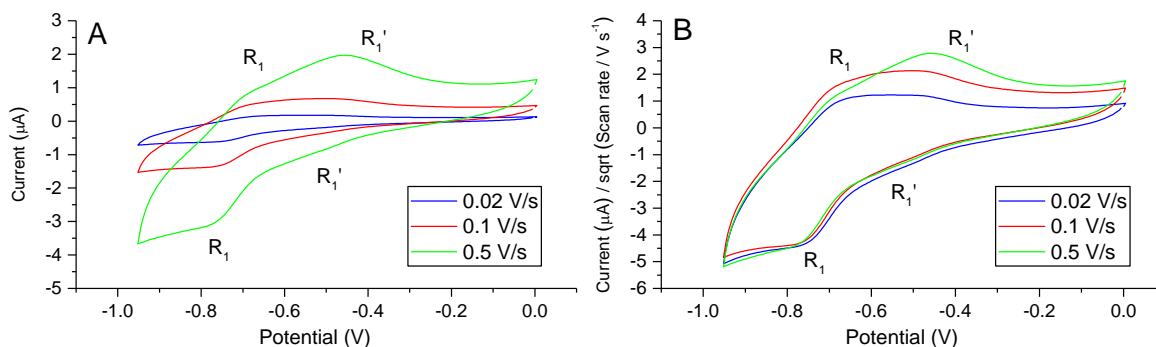 A
R₁
R₁'
3
2
1
0
-1
-2
-3
-4
-5
Current (μA)
R₁'
R₁
0.02 V/s
0.1 V/s
0.5 V/s
-1.0
-0.8
-0.6
-0.4
-0.2
0.0
Potential (V)
B
R₁
R₁'
4
3
2
1
0
-1
-2
-3
-4
-5
-6
Current (μA) / sqrt (Scan rate / V s⁻¹)
R₁'
R₁
0.02 V/s
0.1 V/s
0.5 V/s
-1.0
-0.8
-0.6
-0.4
-0.2
0.0
Potential (V)